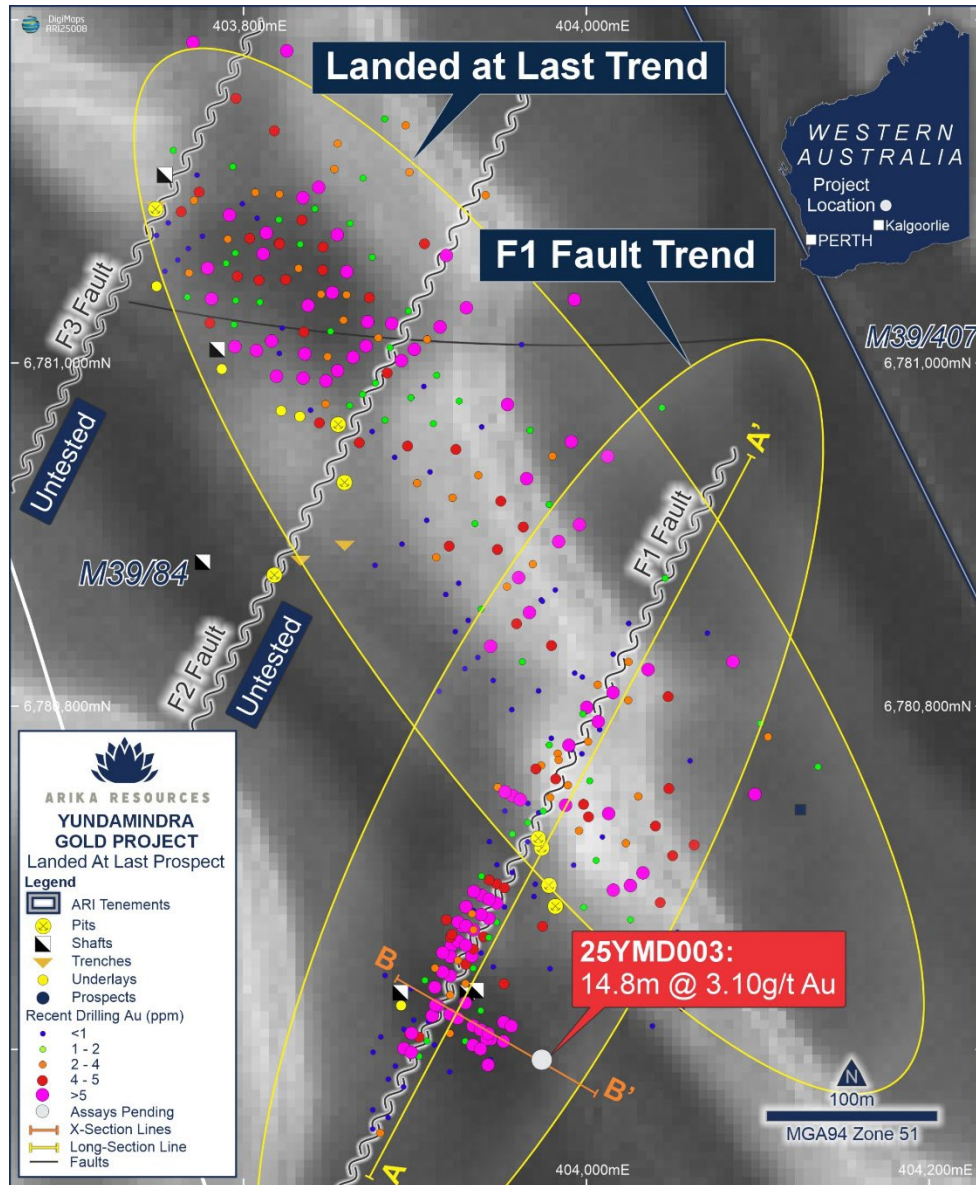 DigiMaps
ARI25008
403,800mE
404,000mE
Landed at Last Trend
WESTERN
AUSTRALIA
Project
Location
Kalgoorlie
PERTH
F1 Fault Trend
F3 Fault
M39/407
6,781,000mN
6,781,000mN
Untested
A'
F1 Fault
M39/84
F2 Fault
Untested
6,780,800mN
6,780,800mN
ARIKA RESOURCES
YUNDAMINDRA
GOLD PROJECT
Landed At Last Prospect
Legend
ARI Tenements
Pits
Shafts
Trenches
Underlays
Prospects
Recent Drilling Au (ppm)
<1
1 - 2
2 - 4
4 - 5
>5
Assays Pending
X-Section Lines
Long-Section Line
Faults
B
25YMD003:
14.8m @ 3.10g/t Au
B'
A
N
100m
MGA94 Zone 51
404,000mE
404,200mE